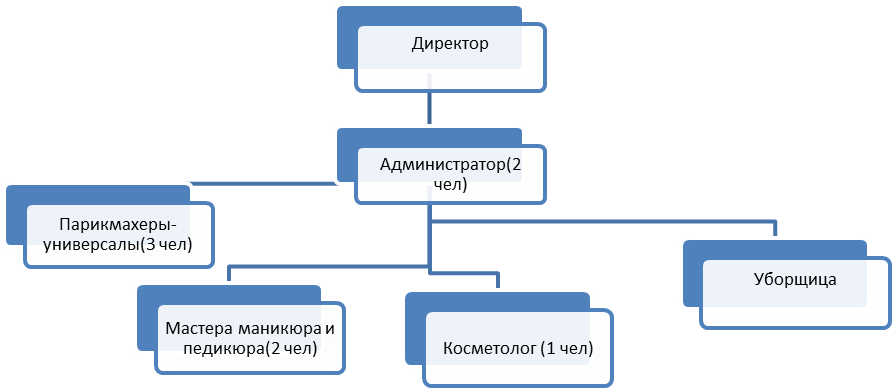 Директор
Администратор(2
чел)
Парикмахеры-
универсалы(3 чел)
Уборщица
Мастера маникюра и
педикюра(2 чел)
Косметолог (1 чел)